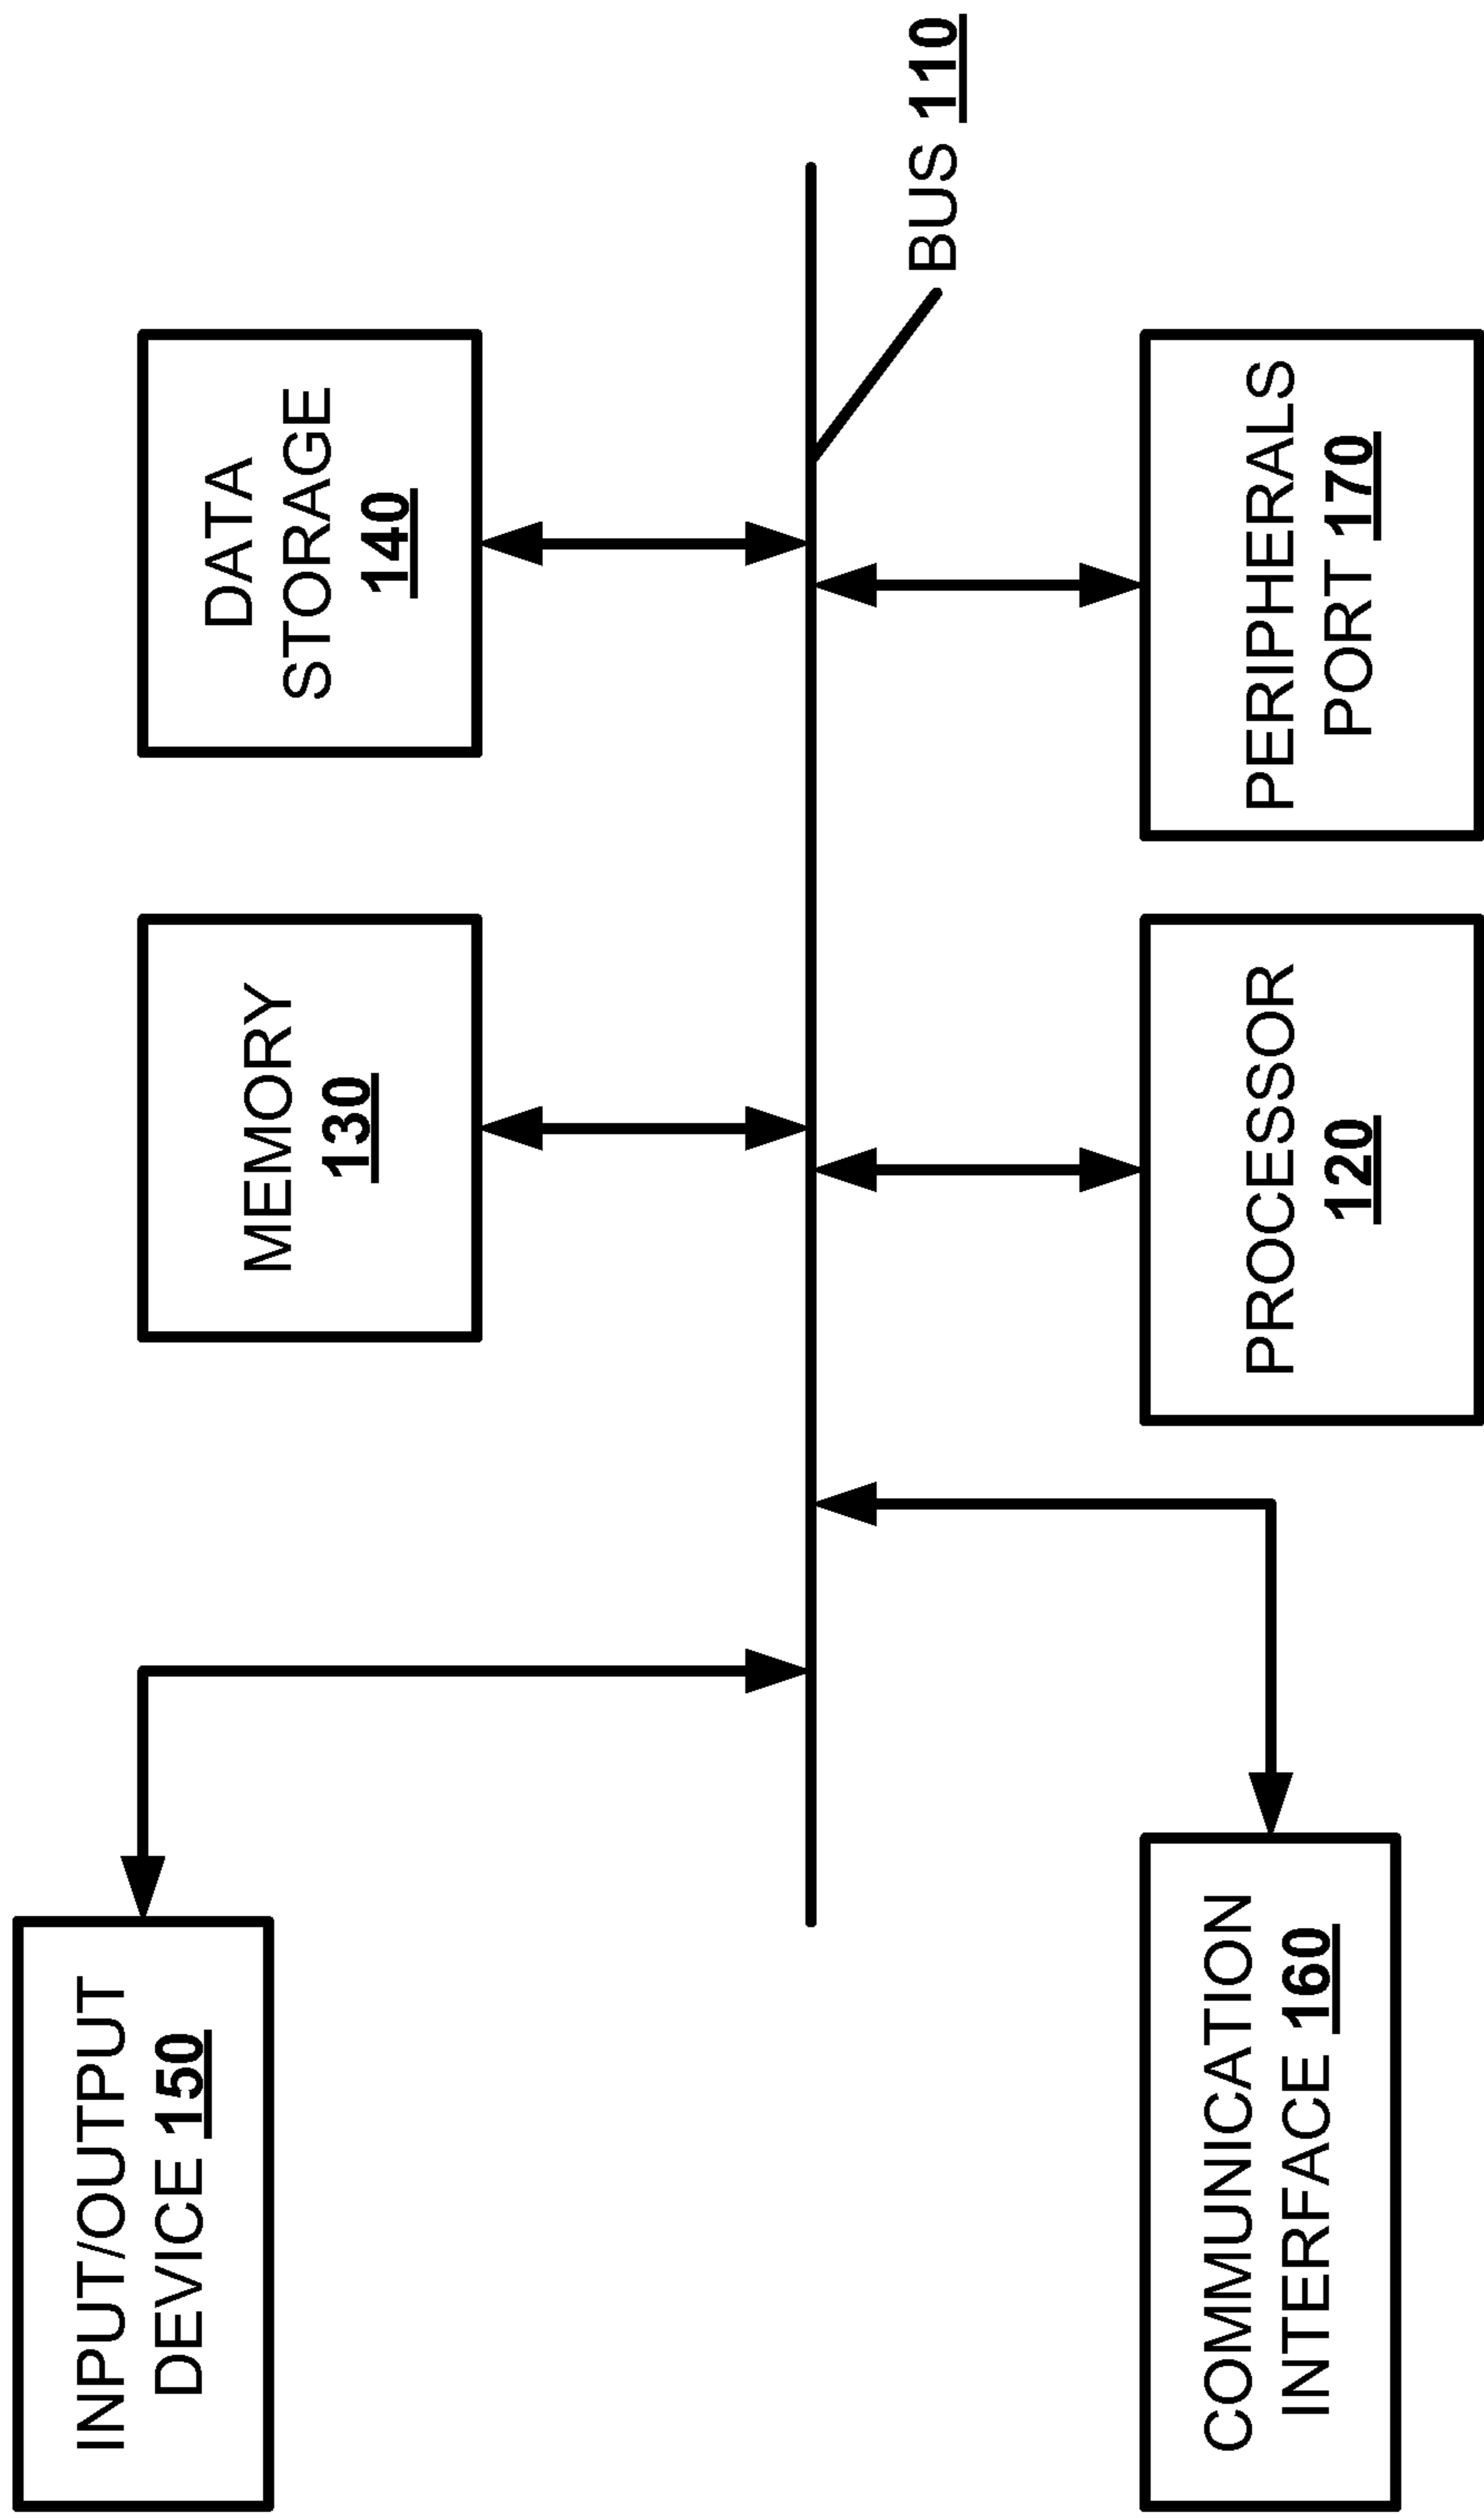 INPUT/OUTPUT
DEVICE 150
MEMORY
130
DATA
STORAGE
140
BUS 110
COMMUNICATION
INTERFACE 160
PROCESSOR
120
PERIPHERALS
PORT 170